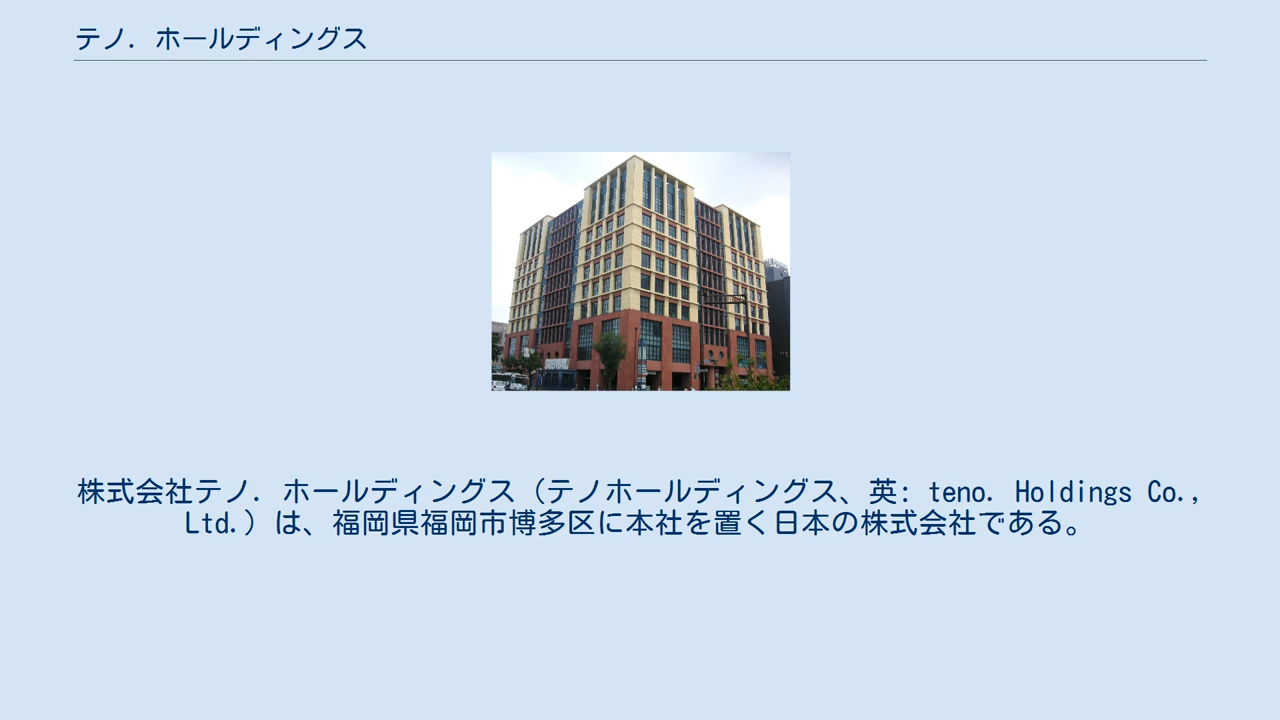 テノ．ホールディングス
株式会社テノ．ホールディングス（テノホールディングス、英: teno. Holdings Co.,
Ltd.）は、福岡県福岡市博多区に本社を置く日本の株式会社である。